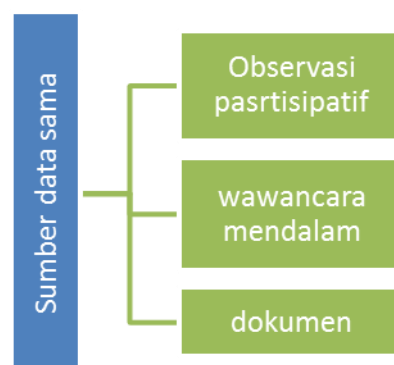 Sumber data sama
Observasi
pasrtisipatif
wawancara
mendalam
dokumen